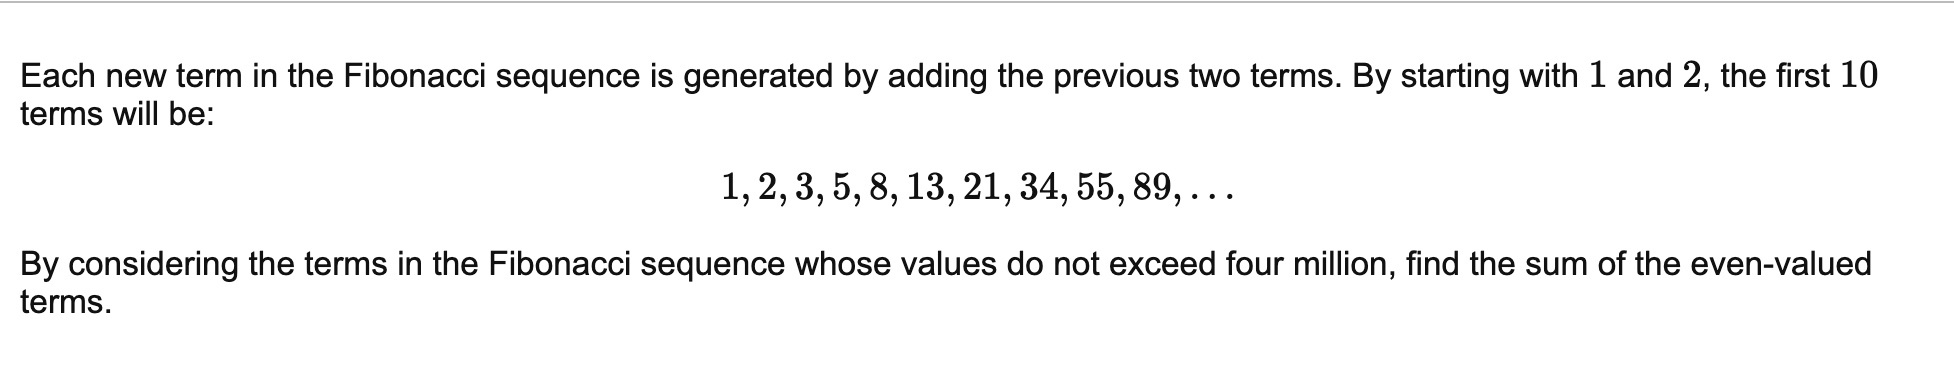 Each new term in the Fibonacci sequence is generated by adding the previous two terms. By starting with 1 and 2, the first 10
terms will be:
1, 2, 3, 5, 8, 13, 21, 34, 55, 89, . . .
By considering the terms in the Fibonacci sequence whose values do not exceed four million, find the sum of the even-valued
terms.